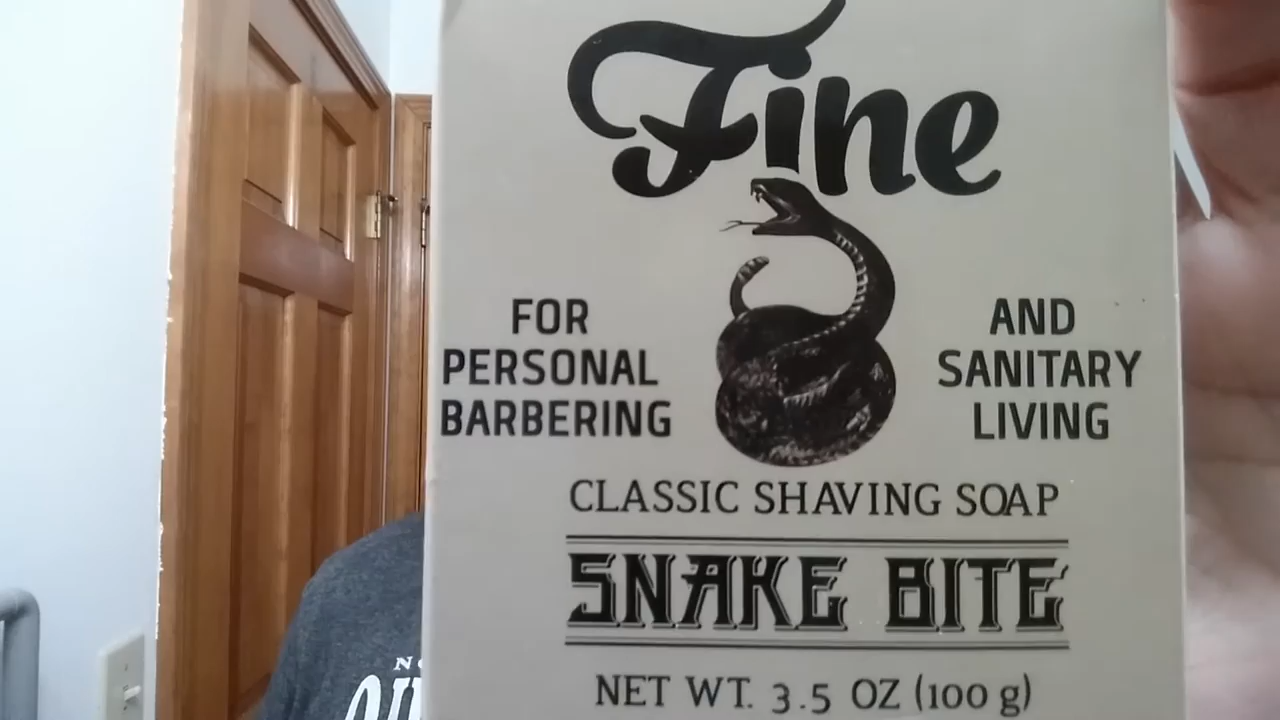 Fine
FOR
PERSONAL
BARBERING
AND
SANITARY
LIVING
CLASSIC SHAVING SOAP
SNAKE BITE
NET WT. 3.5 OZ (100 g)